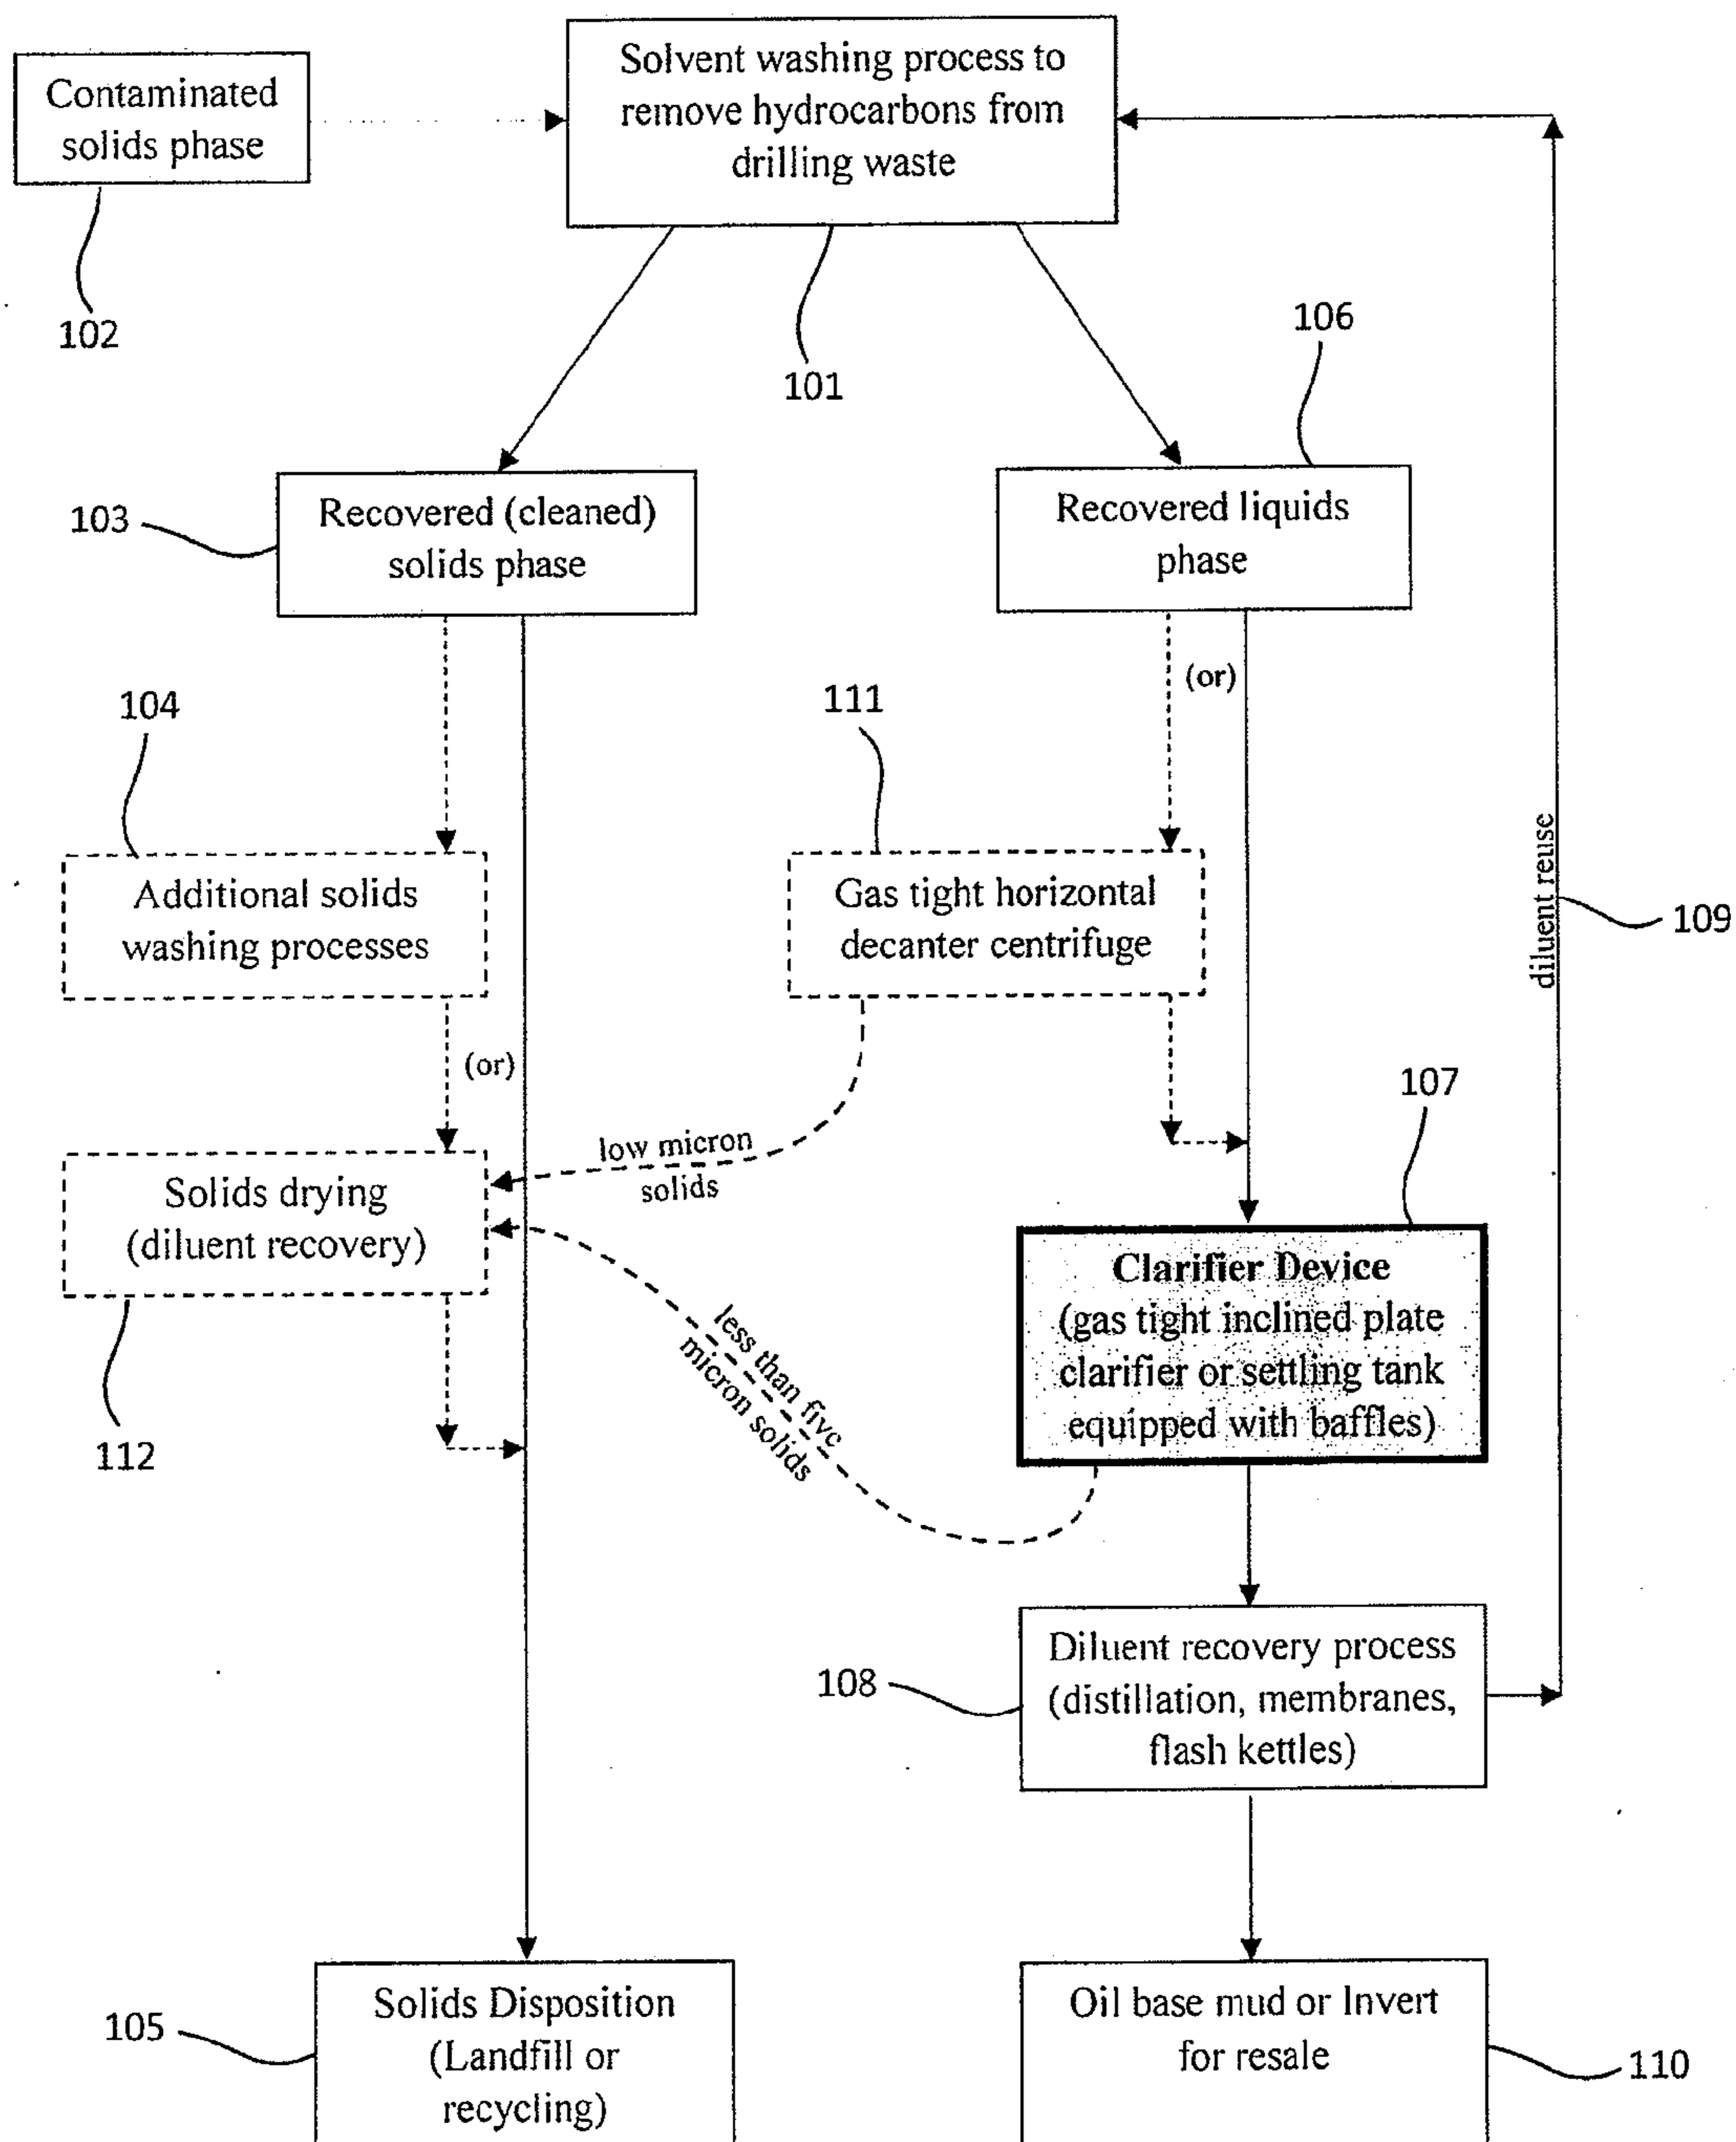 Contaminated
solids phase
102
Solvent washing process to
remove hydrocarbons from
drilling waste
101
106
103
Recovered (cleaned)
solids phase
Recovered liquids
phase
(or)
104
111
Additional solids
washing processes
Gas tight horizontal
decanter centrifuge
diluent reuse
109
(or)
107
low micron
solids
Solids drying
(diluent recovery)
112
less than five
micron solids
Clarifier Device
(gas tight inclined plate
clarifier or settling tank
equipped with baffles)
108
Diluent recovery process
(distillation, membranes,
flash kettles)
105
Solids Disposition
(Landfill or
recycling)
Oil base mud or Invert
for resale
110